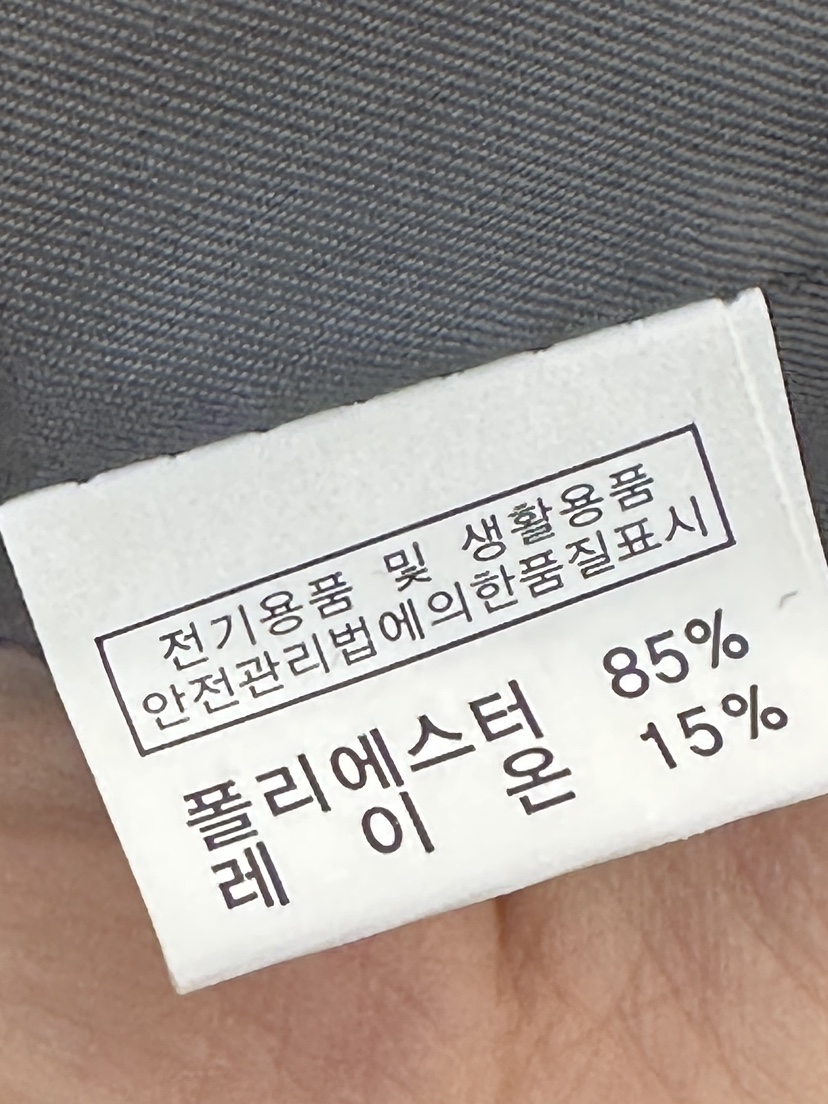 전기용품 및 생활용품
안전관리법에의한품질표시
폴리에스터 85%
레 이 온 15%